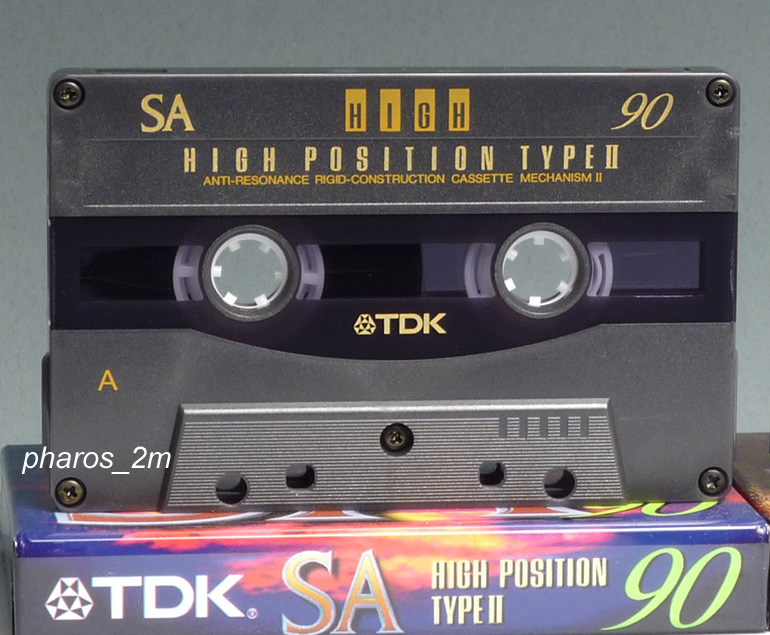 SA HIGH 90
HIGH POSITION TYPE II
ANTI-RESONANCE RIGID-CONSTRUCTION CASSETTE MECHANISM II
TDK
A
pharos_2m
TDK® SA HIGH POSITION 90
TYPE II